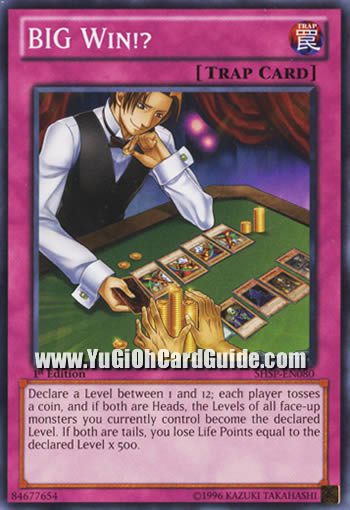 BIG WIN!?
TRAP
罠
[TRAP CARD]
www.YuGiOhCardGuide.com
1st Edition
SHSP-EN080
Declare a Level between 1 and 12; each player tosses
a coin, and if both are Heads, the Levels of all face-up
monsters you currently control become the declared
Level. If both are tails, you lose Life Points equal to the
declared Level x 500.
84677654
©1996 KAZUKI TAKAHASHI